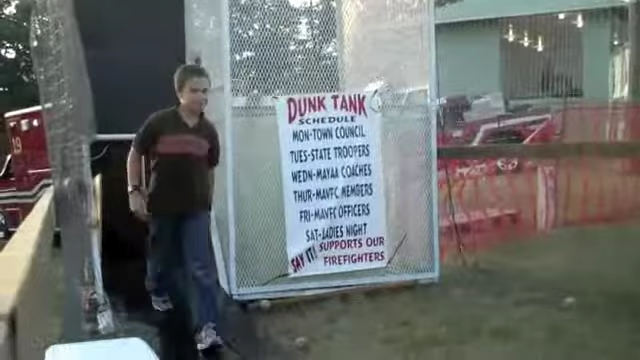 DUNK TANK
SCHEDULE
MON-TOWN COUNCIL
TUES-STATE TROOPERS
WEDN-MAYAA COACHES
THUR-MAVFC MEMBERS
FRI-MAVFC OFFICERS
SAT-LADIES NIGHT
SAY IT! SUPPORTS OUR
FIREFIGHTERS